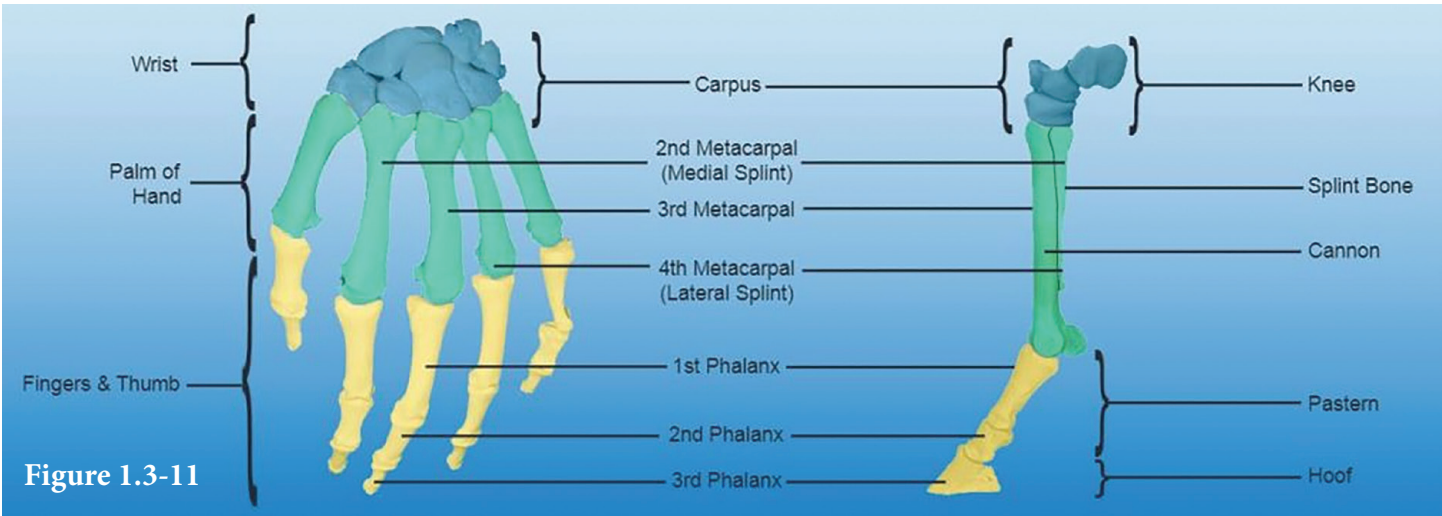 Wrist
Palm of
Hand
Fingers & Thumb
Figure 1.3-11
Carpus
2nd Metacarpal
(Medial Splint)
3rd Metacarpal
4th Metacarpal
(Lateral Splint)
1st Phalanx
2nd Phalanx
3rd Phalanx
Knee
Splint Bone
Cannon
Pastern
Hoof